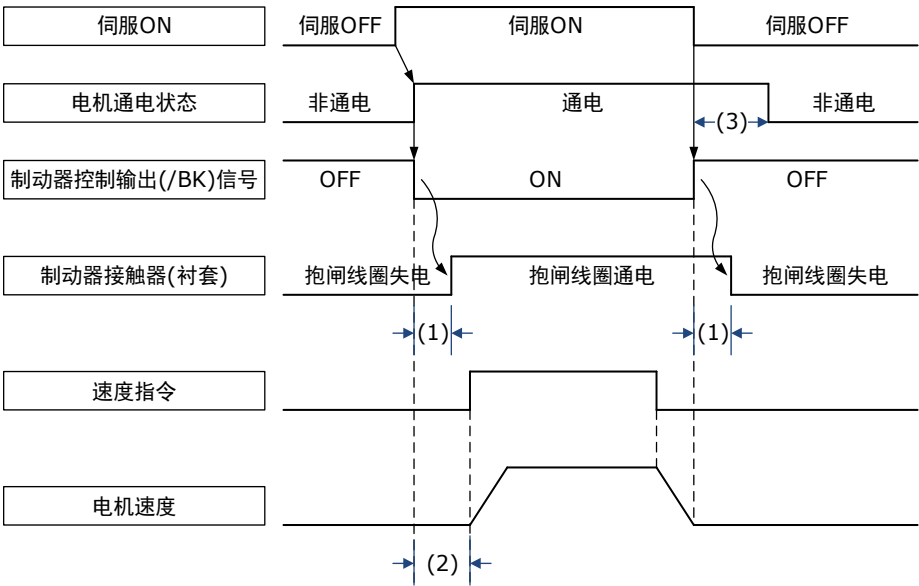 伺服ON
伺服OFF
伺服ON
伺服OFF
电机通电状态
非通电
通电
非通电
(3)
制动器控制输出(/BK)信号
OFF
ON
OFF
制动器接触器(衬套)
抱闸线圈失电
抱闸线圈通电
抱闸线圈失电
(1)
(1)
速度指令
电机速度
(2)